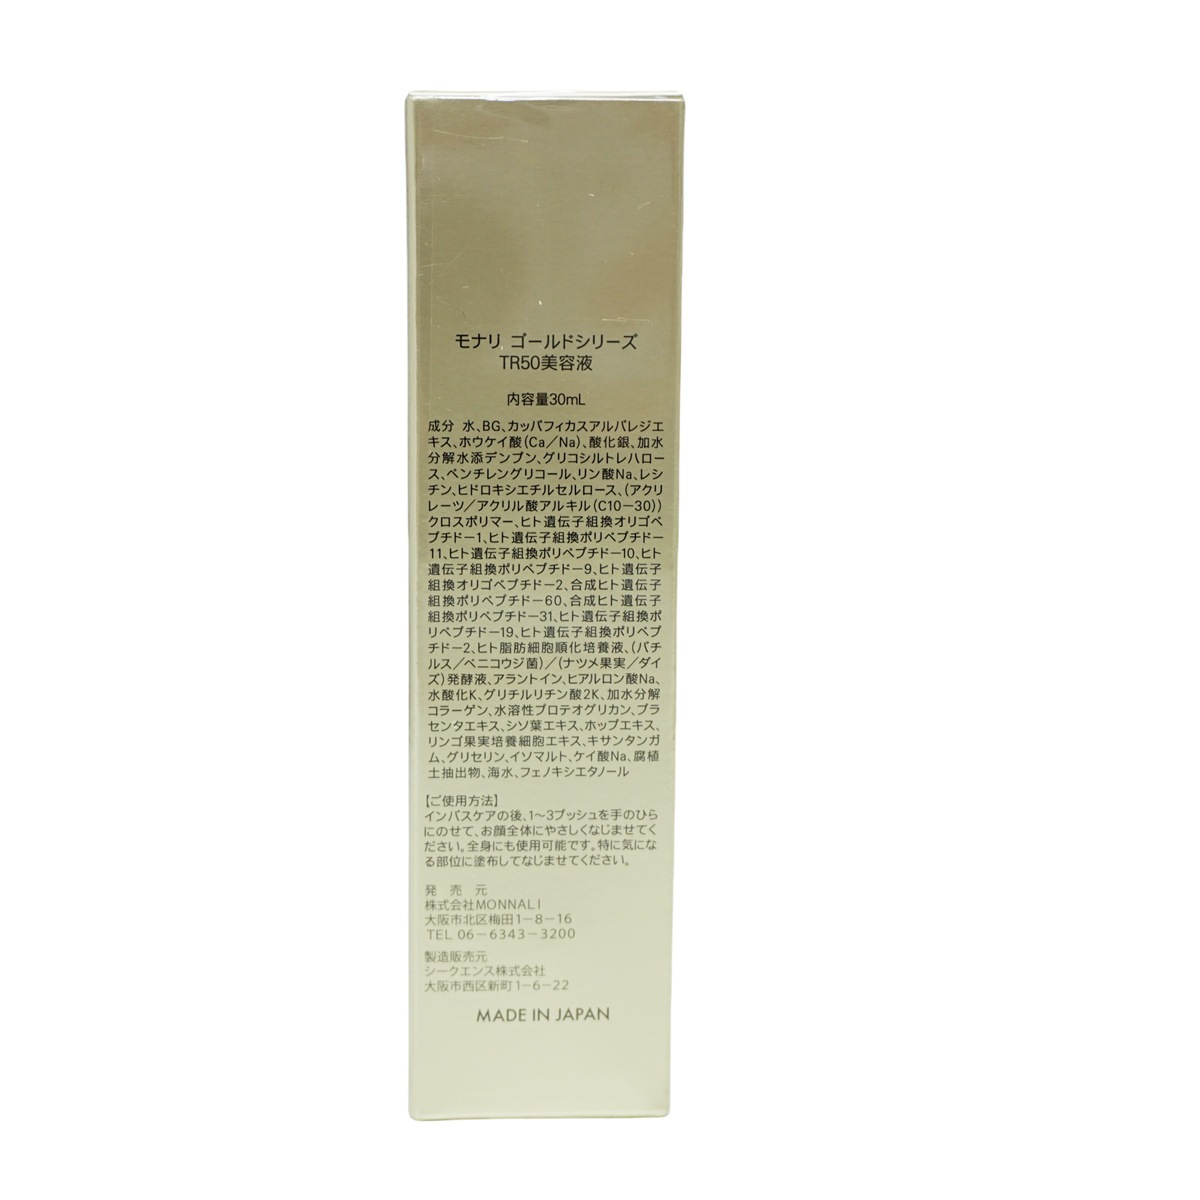 モナリ ゴールドシリーズ
TR50美容液
内容量30mL
成分 水、BG、カッパフィカスアルバレジエ
キス、ホウケイ酸(Ca/Na)、酸化銀、加水
分解水添デンプン、グリコシルトレハロー
ス、ペンチレングリコール、リン酸Na、レシ
チン、ヒドロキシエチルセルロース、(アクリ
レーツ/アクリル酸アルキル(C10-30))
クロスポリマー、ヒト遺伝子組換オリゴペ
プチド-1、ヒト遺伝子組換ポリペプチド-
11、ヒト遺伝子組換ポリペプチド-10、ヒト
遺伝子組換ポリペプチド-9、ヒト遺伝子
組換オリゴペプチド-2、合成ヒト遺伝子
組換ポリペプチド-60、合成ヒト遺伝子
組換ポリペプチド-31、ヒト遺伝子組換ポ
リペプチド-19、ヒト遺伝子組換ポリペプ
チド-2、ヒト脂肪細胞順化培養液、(バチ
ルス/ベニコウジ菌)/(ナツメ果実/ダイ
ズ)発酵液、アラントイン、ヒアルロン酸Na、
水酸化K、グリチルリチン酸2K、加水分解
コラーゲン、水溶性プロテオグリカン、プラ
センタエキス、シソ葉エキス、ホップエキス、
リンゴ果実培養細胞エキス、キサンタンガ
ム、グリセリン、イソマルト、ケイ酸Na、腐植
土抽出物、海水、フェノキシエタノール
【ご使用方法】
インバスケアの後、1〜3プッシュを手のひら
にのせて、お顔全体にやさしくなじませてく
ださい。全身にも使用可能です。特に気にな
る部位に塗布してなじませてください。
発 売 元
株式会社MONNALI
大阪市北区梅田1-8-16
TEL 06-6343-3200
製造販売元
シークエンス株式会社
大阪市西区新町1-6-22
MADE IN JAPAN